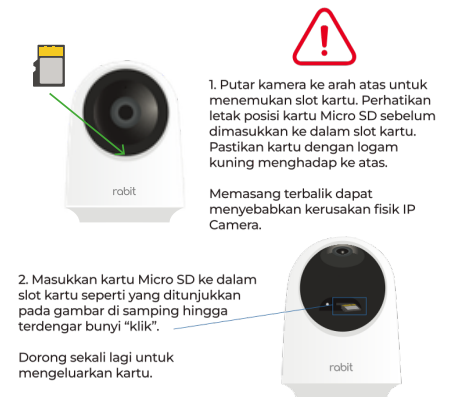 1. Putar kamera ke arah atas untuk
menemukan slot kartu. Perhatikan
letak posisi kartu Micro SD sebelum
dimasukkan ke dalam slot kartu.
Pastikan kartu dengan logam
kuning menghadap ke atas.
Memasang terbalik dapat
menyebabkan kerusakan fisik IP
Camera.
rabit
2. Masukkan kartu Micro SD ke dalam
slot kartu seperti yang ditunjukkan
pada gambar di samping hingga
terdengar bunyi “klik”.
Dorong sekali lagi untuk
mengeluarkan kartu.
rabit